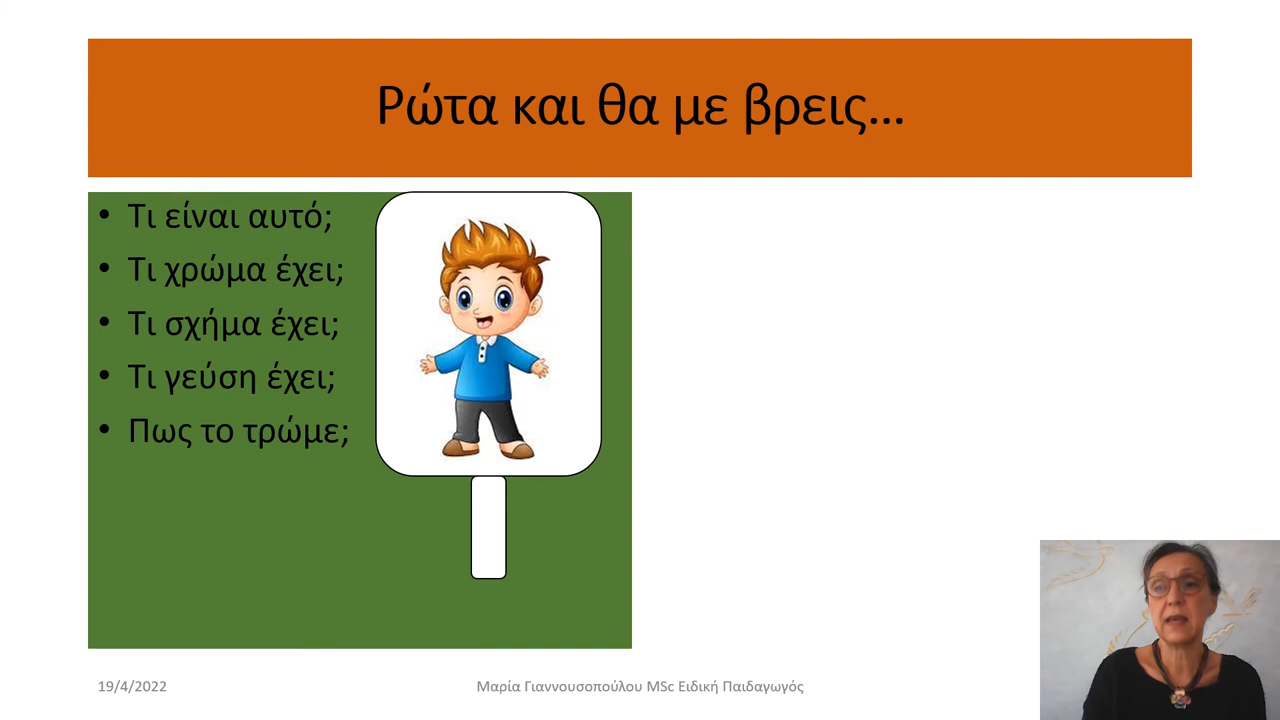 Ρώτα και θα με βρεις...
• Τι είναι αυτό;
• Τι χρώμα έχει;
• Τι σχήμα έχει;
• Τι γεύση έχει;
• Πως το τρώμε;
19/4/2022
Μαρία Γιαννουσοπούλου MSc Ειδική Παιδαγωγός